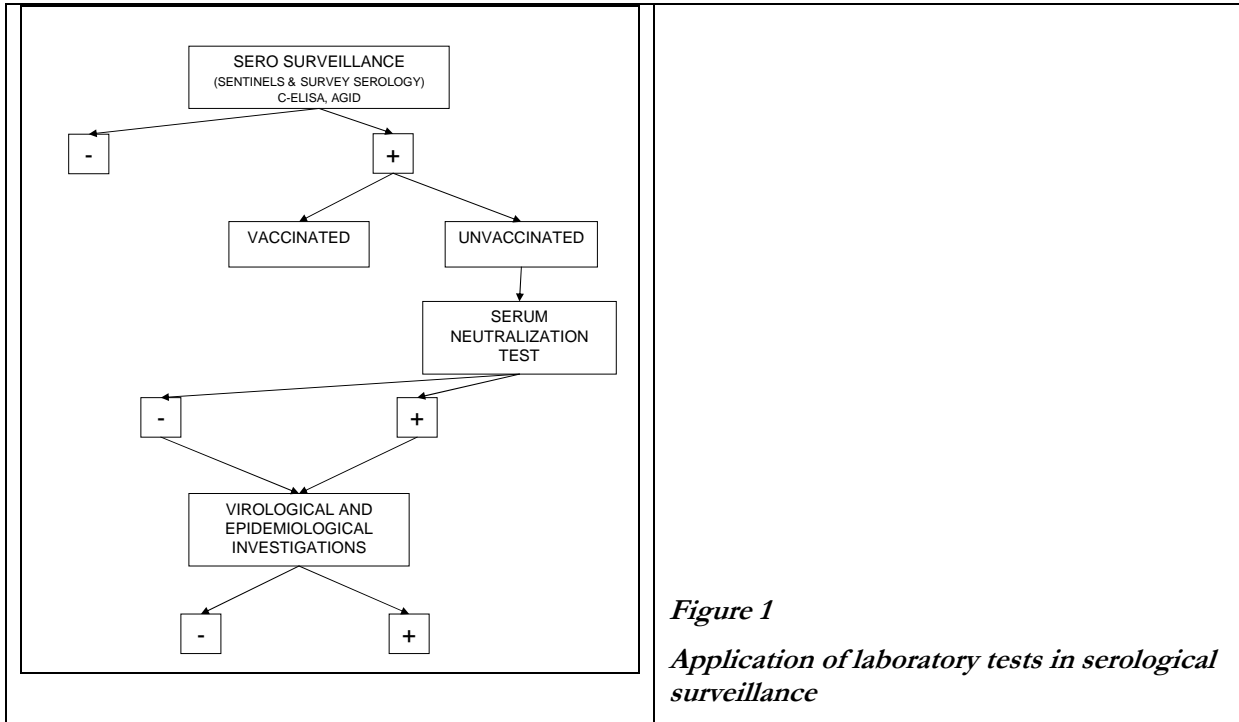 SERO SURVEILLANCE
(SENTINELS & SURVEY SEROLOGY)
C-ELISA, AGID
-
+
VACCINATED
UNVACCINATED
SERUM
NEUTRALIZATION
TEST
-
+
VIROLOGICAL AND
EPIDEMIOLOGICAL
INVESTIGATIONS
-
+
Figure 1
Application of laboratory tests in serological
surveillance